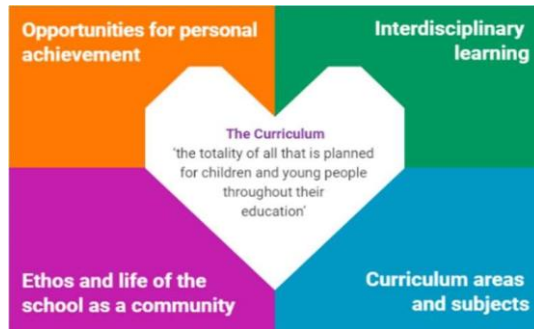 Opportunities for personal
achievement
Interdisciplinary
learning
The Curriculum
'the totality of all that is planned
for children and young people
throughout their
education'
Ethos and life of the
school as a community
Curriculum areas
and subjects